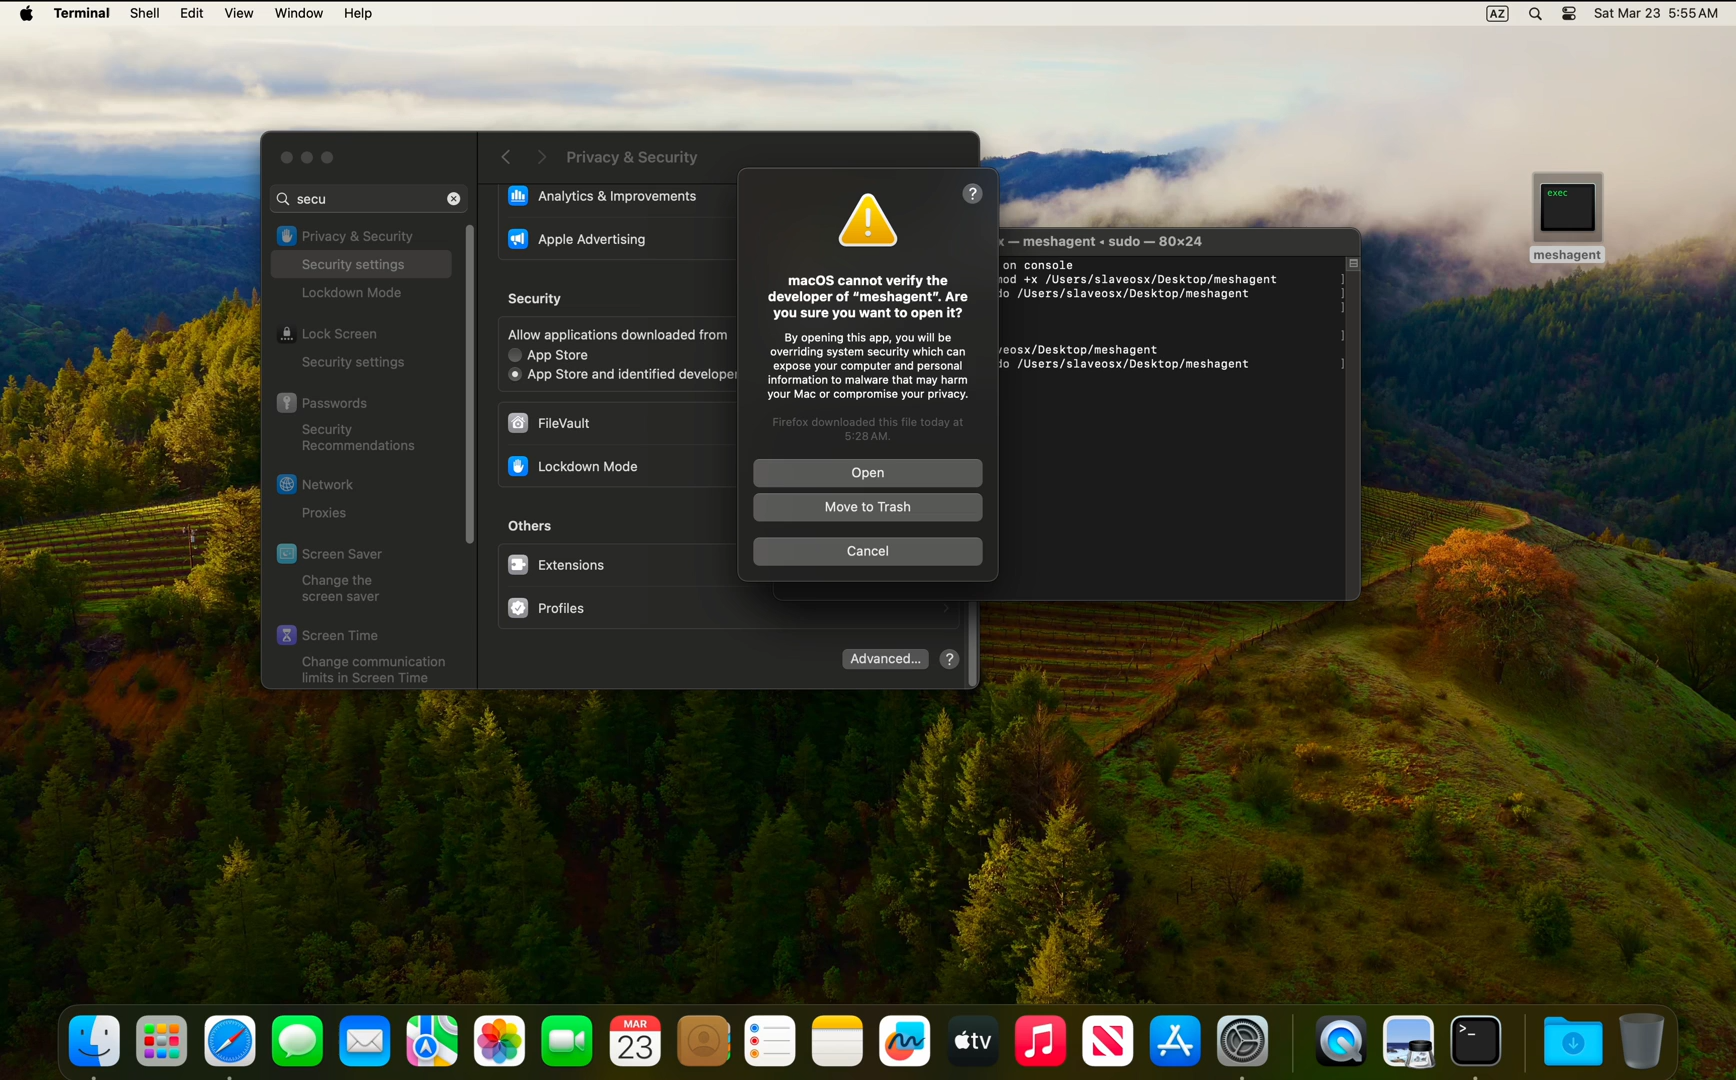 Terminal Shell Edit View Window Help
AZ Sat Mar 23 5:55 AM
secu
Privacy & Security
Security settings
Lockdown Mode
Lock Screen
Security settings
Passwords
Security
Recommendations
Network
Proxies
Screen Saver
Change the
screen saver
Screen Time
Change communication
limits in Screen Time
Privacy & Security
Analytics & Improvements
Apple Advertising
Security
Allow applications downloaded from
App Store
App Store and identified developer
FileVault
Lockdown Mode
Others
Extensions
Profiles
Advanced...
?
?
macOS cannot verify the
developer of “meshagent”. Are
you sure you want to open it?
By opening this app, you will be
overriding system security which can
expose your computer and personal
information to malware that may harm
your Mac or compromise your privacy.
Firefox downloaded this file today at
5:28 AM.
Open
Move to Trash
Cancel
x — meshagent ◂ sudo — 80×24
on console
mod +x /Users/slaveosx/Desktop/meshagent
do /Users/slaveosx/Desktop/meshagent
veosx/Desktop/meshagent
do /Users/slaveosx/Desktop/meshagent
exec
meshagent
MAR
23
tv
>_